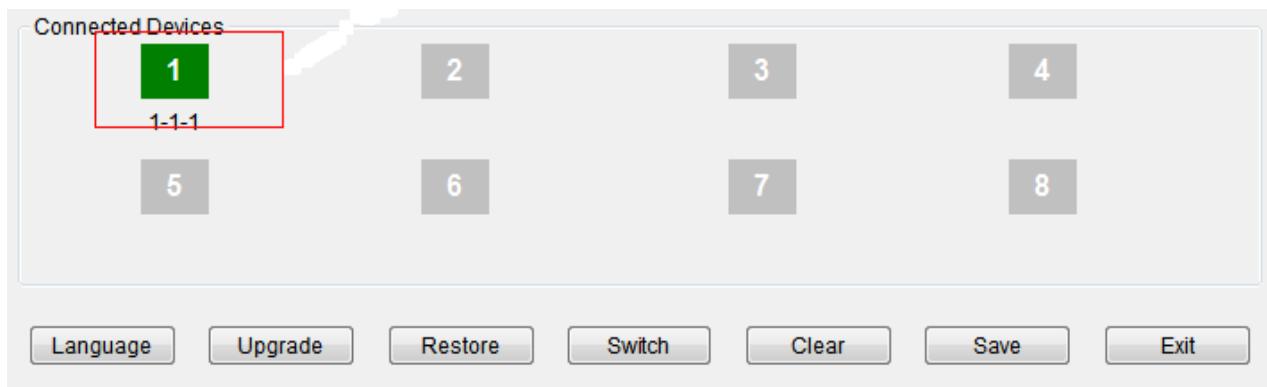 Connected Devices
1 2 3 4
1-1-1
5 6 7 8
Language Upgrade Restore Switch Clear Save Exit